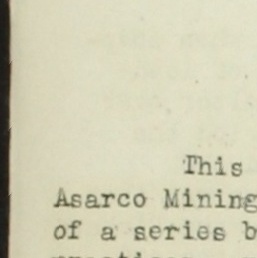 This
Asarco Mining
of a series b